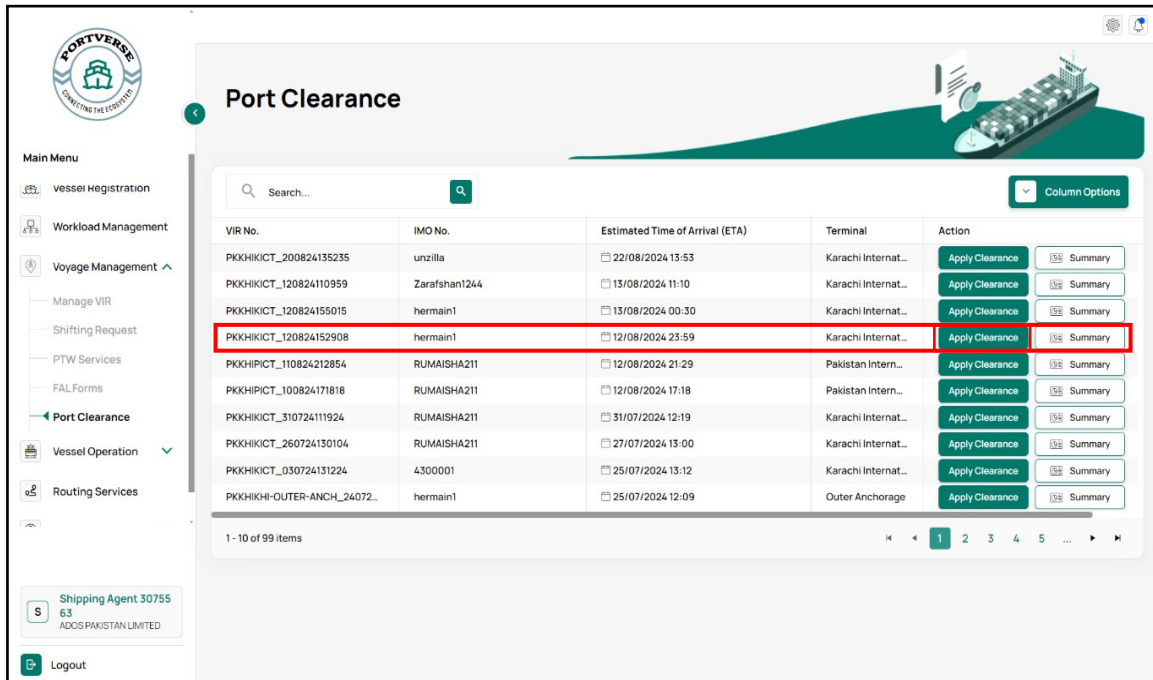 PORTVERSE
CONNECTING THE ECOSYSTEM
Main Menu
Vessel Registration
Workload Management
Voyage Management
Manage VIR
Shifting Request
PTW Services
FAL Forms
Port Clearance
Vessel Operation
Routing Services
S
Shipping Agent 30755
63
ADOS PAKISTAN LIMITED
Logout
Port Clearance
Search...
Column Options
VIR No. IMO No. Estimated Time of Arrival (ETA) Terminal Action
PKKHIKICT_200824135235 unzilla 22/08/2024 13:53 Karachi Internat... Apply Clearance Summary
PKKHIKICT_120824110959 Zarafshan1244 13/08/2024 11:10 Karachi Internat... Apply Clearance Summary
PKKHIKICT_120824155015 hermain1 13/08/2024 00:30 Karachi Internat... Apply Clearance Summary
PKKHIKICT_120824152908 hermain1 12/08/2024 23:59 Karachi Internat... Apply Clearance Summary
PKKHIPICT_110824212854 RUMAISHA211 12/08/2024 21:29 Pakistan Intern... Apply Clearance Summary
PKKHIPICT_100824171818 RUMAISHA211 12/08/2024 17:18 Pakistan Intern... Apply Clearance Summary
PKKHIKICT_310724111924 RUMAISHA211 31/07/2024 12:19 Karachi Internat... Apply Clearance Summary
PKKHIKICT_260724130104 RUMAISHA211 27/07/2024 13:00 Karachi Internat... Apply Clearance Summary
PKKHIKICT_030724131224 4300001 25/07/2024 13:12 Karachi Internat... Apply Clearance Summary
PKKHIKHI-OUTER-ANCH_24072... hermain1 25/07/2024 12:09 Outer Anchorage Apply Clearance Summary
1 - 10 of 99 items
1 2 3 4 5 ...